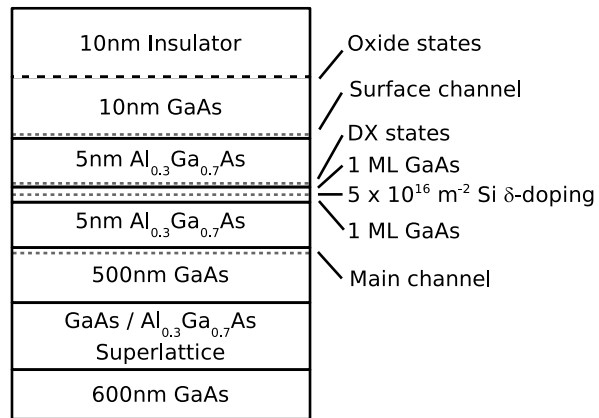 10nm Insulator
Oxide states
10nm GaAs
Surface channel
5nm Al₀.₃Ga₀.₇As
DX states
1 ML GaAs
5 x 10¹⁶ m⁻² Si δ-doping
5nm Al₀.₃Ga₀.₇As
1 ML GaAs
500nm GaAs
Main channel
GaAs / Al₀.₃Ga₀.₇As
Superlattice
600nm GaAs